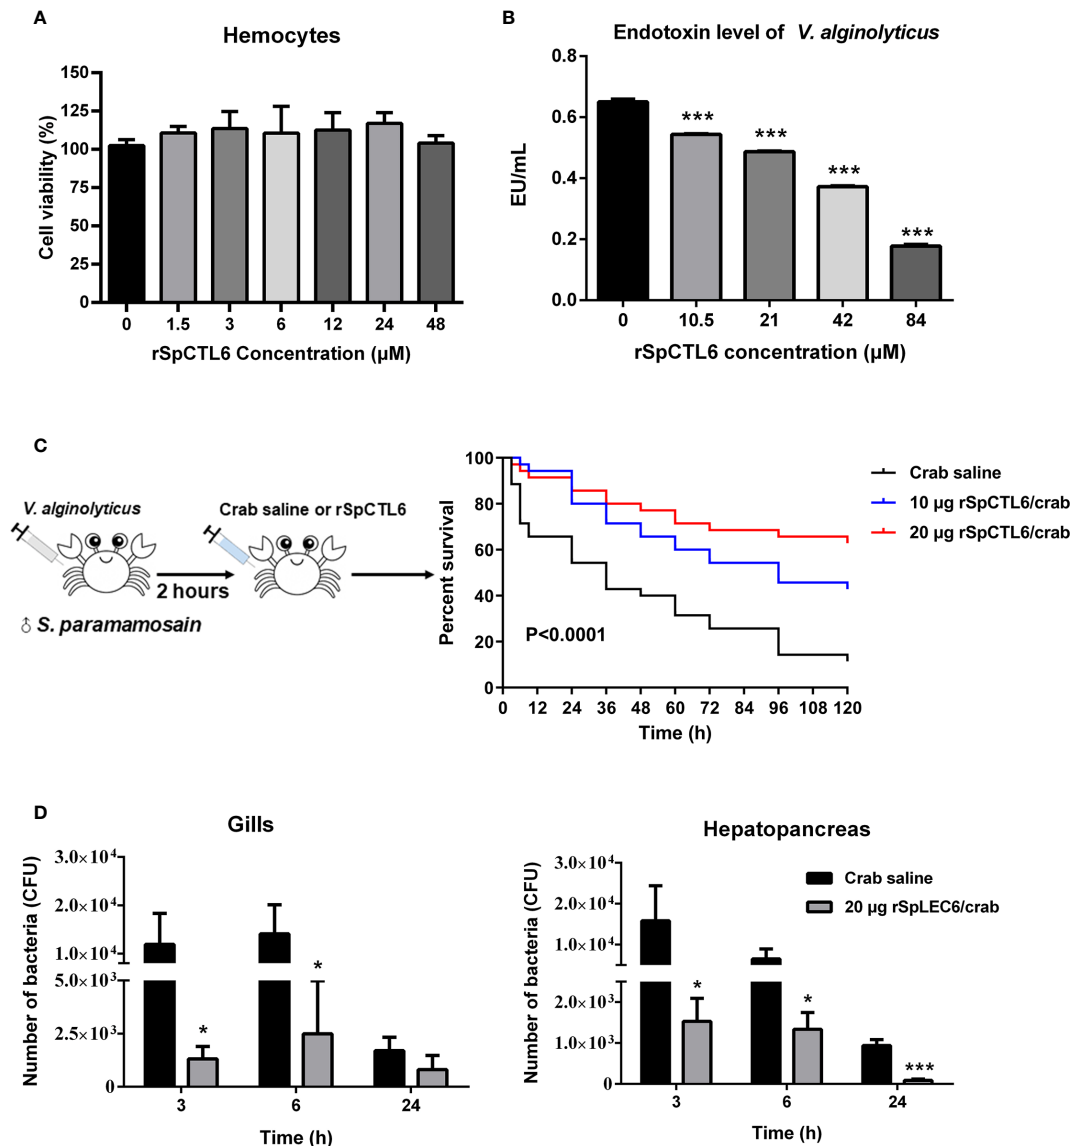 A
Hemocytes
Cell viability (%)
150
125
100
75
50
25
0
0 1.5 3 6 12 24 48
rSpCTL6 Concentration (µM)
B
Endotoxin level of V. alginolyticus
EU/mL
0.8
0.6
0.4
0.2
0.0
***
***
***
***
0 10.5 21 42 84
rSpCTL6 concentration (µM)
C
V. alginolyticus
Crab saline or rSpCTL6
2 hours
♂ S. paramamosain
Percent survival
100
80
60
40
20
0
P<0.0001
0 12 24 36 48 60 72 84 96 108 120
Time (h)
Crab saline
10 µg rSpCTL6/crab
20 µg rSpCTL6/crab
D
Gills
Number of bacteria (CFU)
3.0×10⁴
2.0×10⁴
1.0×10⁴
5.0×10³
2.5×10³
0
*
*
3 6 24
Time (h)
Hepatopancreas
Number of bacteria (CFU)
3.0×10⁴
2.0×10⁴
1.0×10⁴
2.0×10³
1.0×10³
0
*
*
***
3 6 24
Time (h)
Crab saline
20 µg rSpLEC6/crab